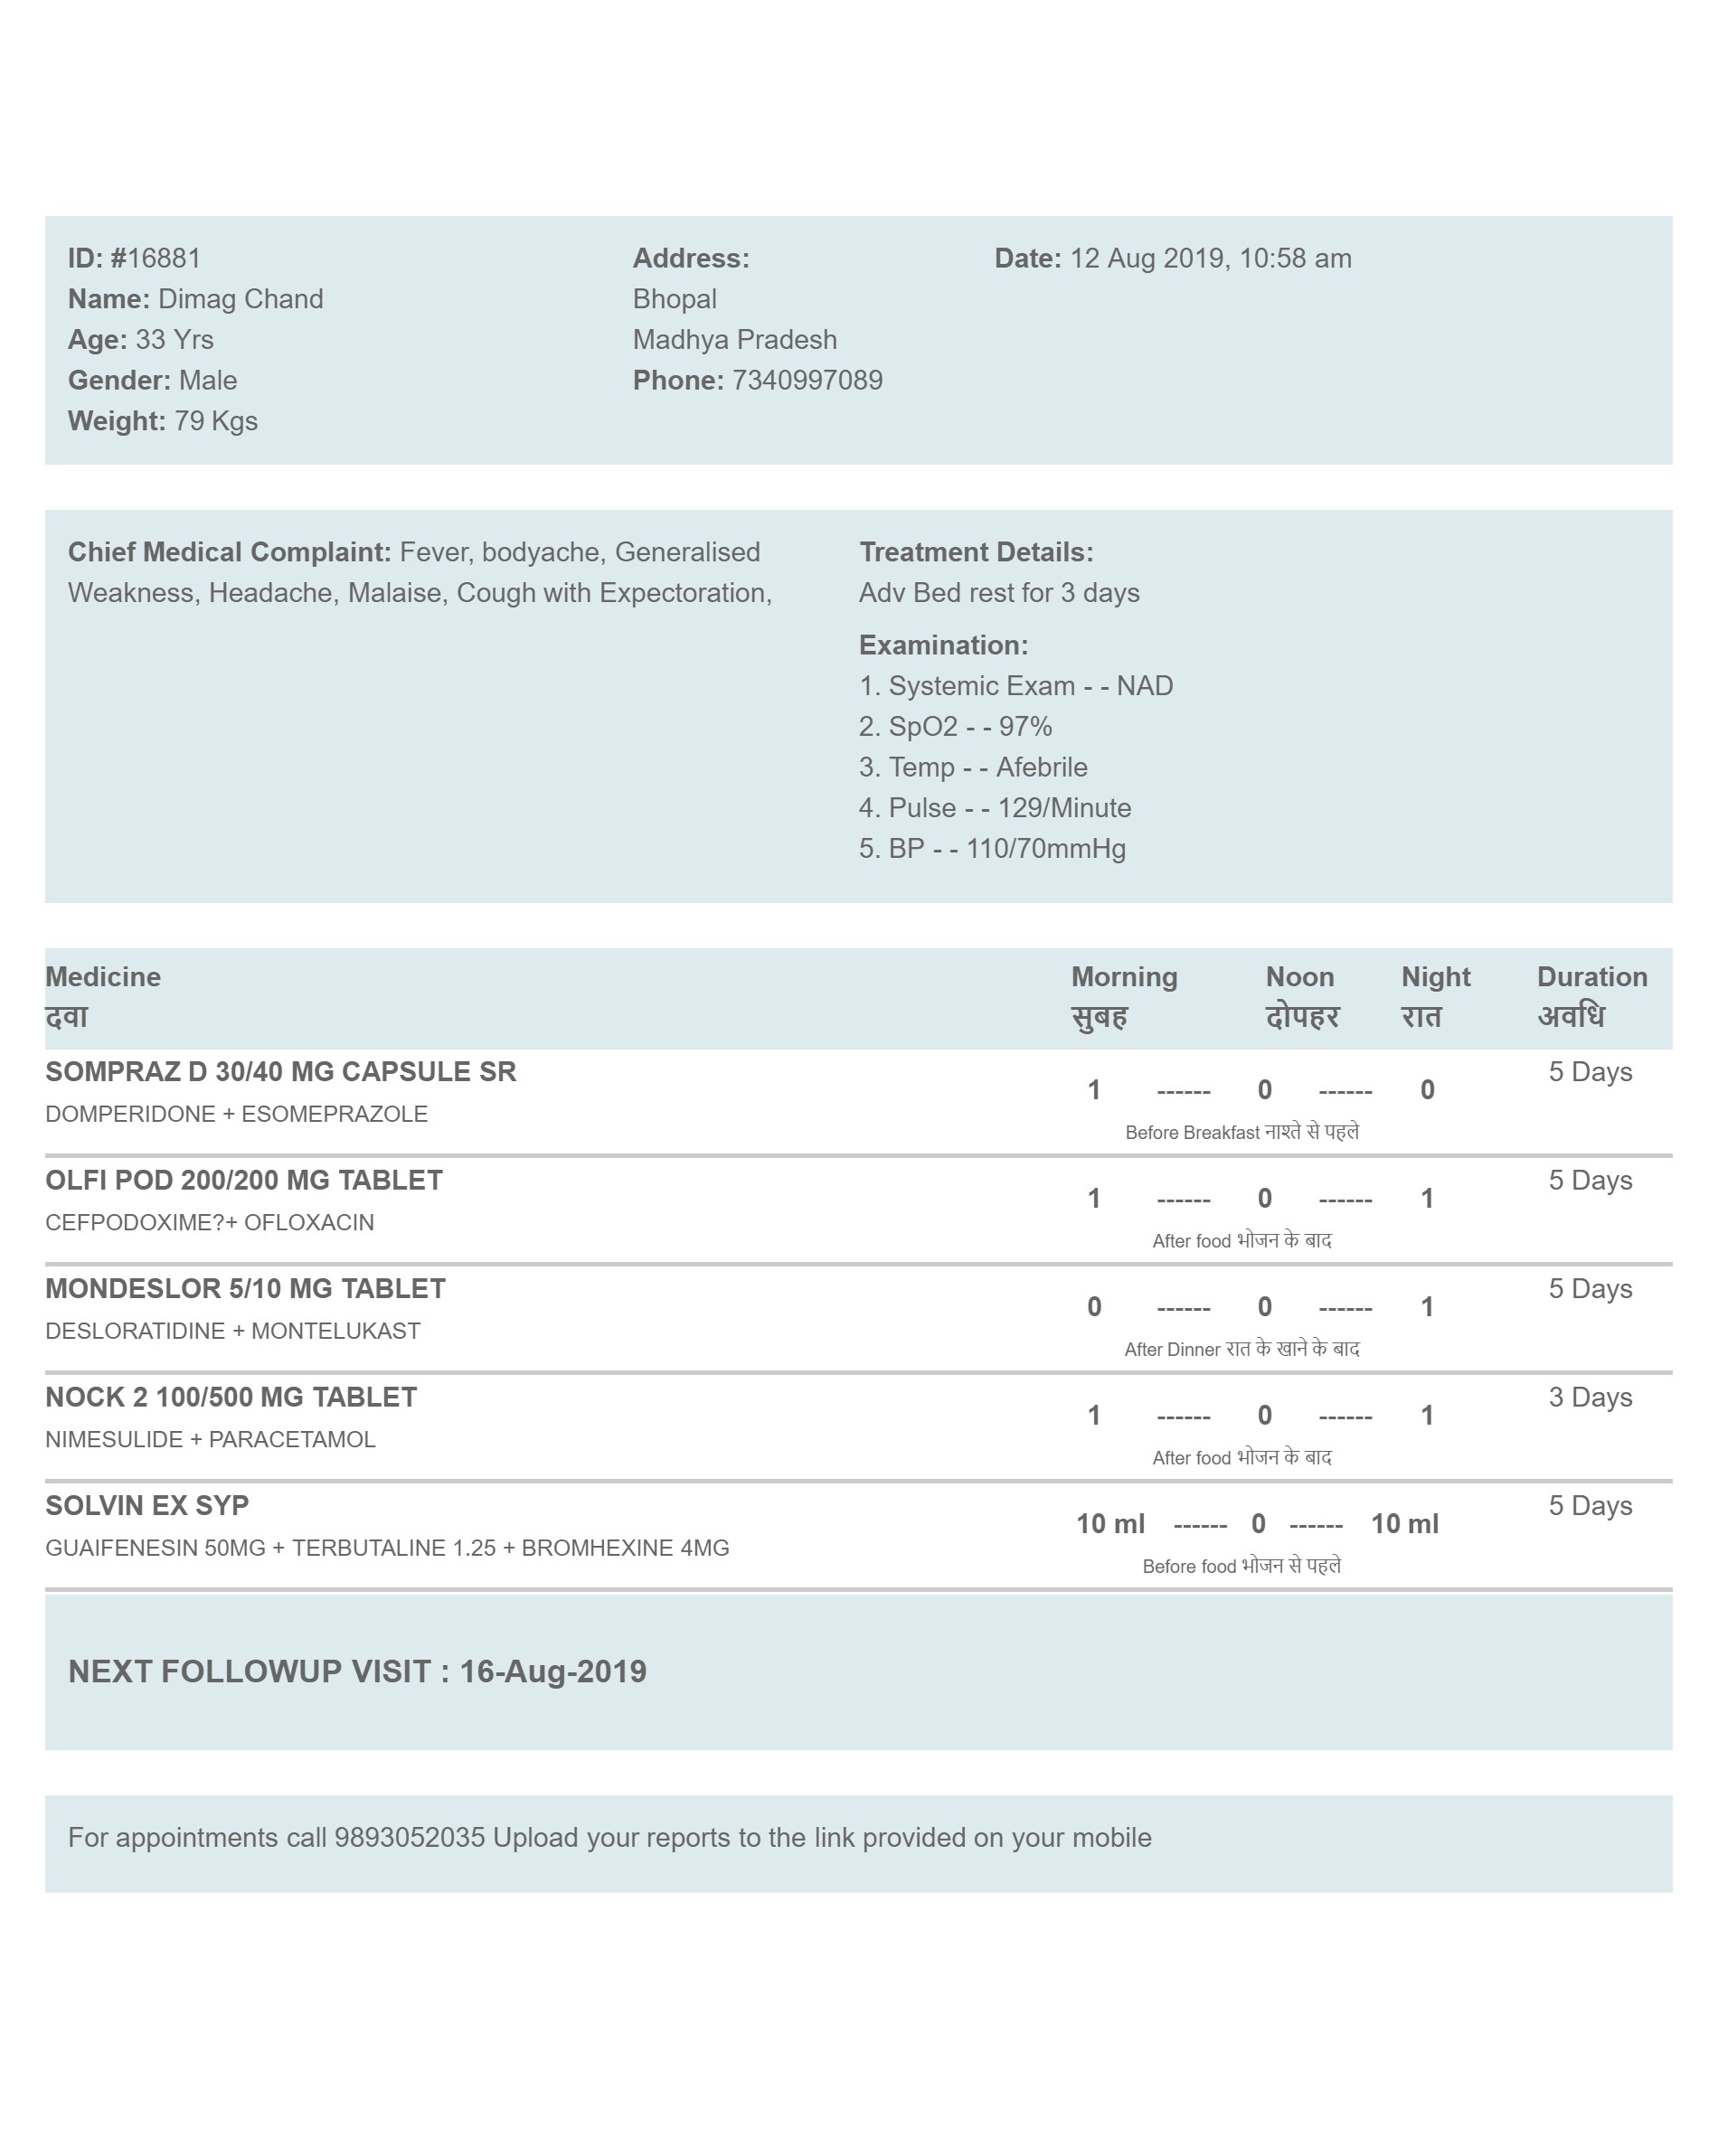 ID: #16881
Name: Dimag Chand
Age: 33 Yrs
Gender: Male
Weight: 79 Kgs
Address:
Bhopal
Madhya Pradesh
Phone: 7340997089
Date: 12 Aug 2019, 10:58 am
Chief Medical Complaint: Fever, bodyache, Generalised
Weakness, Headache, Malaise, Cough with Expectoration,
Treatment Details:
Adv Bed rest for 3 days
Examination:
1. Systemic Exam - - NAD
2. SpO2 - - 97%
3. Temp - - Afebrile
4. Pulse - - 129/Minute
5. BP - - 110/70mmHg
Medicine Morning Noon Night Duration
दवा सुबह दोपहर रात अवधि
SOMPRAZ D 30/40 MG CAPSULE SR 5 Days
1 ------ 0 ------ 0
DOMPERIDONE + ESOMEPRAZOLE
Before Breakfast नाश्ते से पहले
OLFI POD 200/200 MG TABLET 5 Days
1 ------ 0 ------ 1
CEFPODOXIME?+ OFLOXACIN
After food भोजन के बाद
MONDESLOR 5/10 MG TABLET 5 Days
0 ------ 0 ------ 1
DESLORATIDINE + MONTELUKAST
After Dinner रात के खाने के बाद
NOCK 2 100/500 MG TABLET 3 Days
1 ------ 0 ------ 1
NIMESULIDE + PARACETAMOL
After food भोजन के बाद
SOLVIN EX SYP 5 Days
10 ml ------ 0 ------ 10 ml
GUAIFENESIN 50MG + TERBUTALINE 1.25 + BROMHEXINE 4MG
Before food भोजन से पहले
NEXT FOLLOWUP VISIT : 16-Aug-2019
For appointments call 9893052035 Upload your reports to the link provided on your mobile